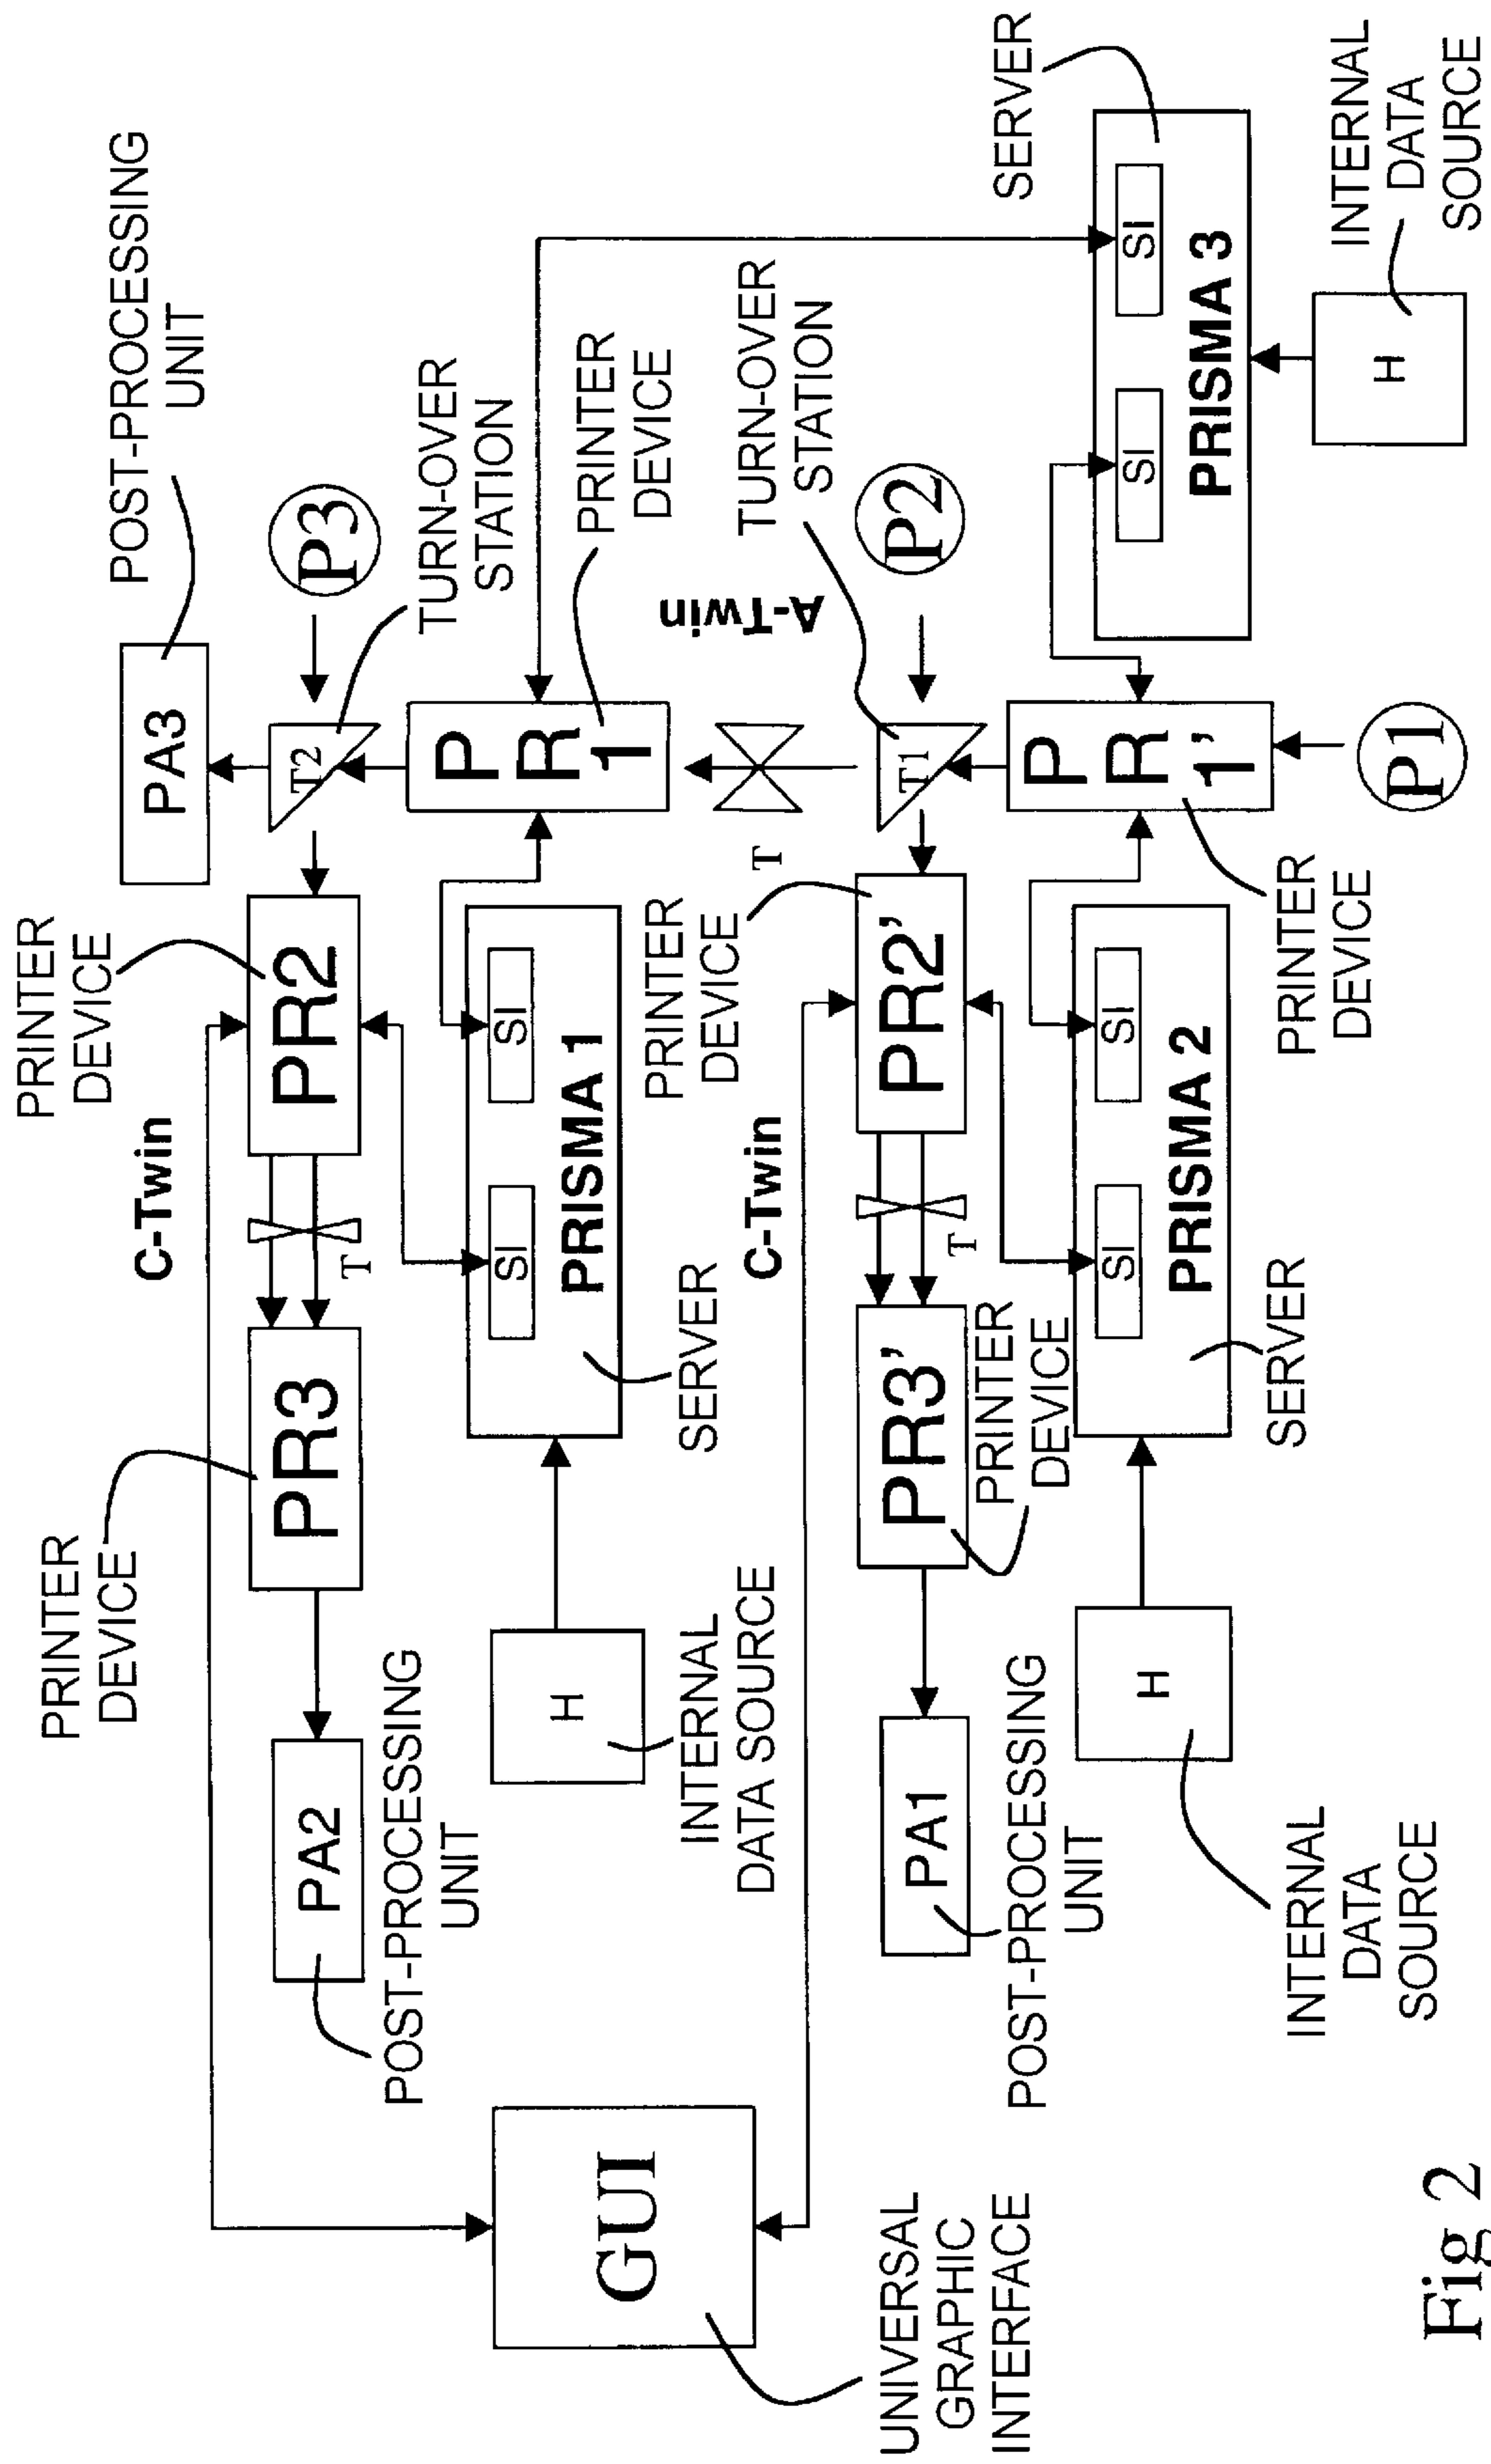 POST-PROCESSING
UNIT
PA3
P3
T2
TURN-OVER
STATION
PRINTER
DEVICE
PR2
C-Twin
T
PRINTER
DEVICE
PR3
PRINTER
DEVICE
PA2
POST-PROCESSING
UNIT
P
R
1
PRINTER
DEVICE
SI
SI
PRISMA 1
SERVER
H
INTERNAL
DATA SOURCE
GUI
UNIVERSAL
GRAPHIC
INTERFACE
A-Twin
T
TURN-OVER
STATION
P2
T1
PRINTER
DEVICE
PR2'
C-Twin
T
PR3'
PRINTER
DEVICE
PA1
POST-PROCESSING
UNIT
P
R
1'
PRINTER
DEVICE
P1
SI
SI
PRISMA 2
SERVER
H
INTERNAL
DATA
SOURCE
SERVER
SI
SI
PRISMA 3
H
INTERNAL
DATA
SOURCE
Fig 2